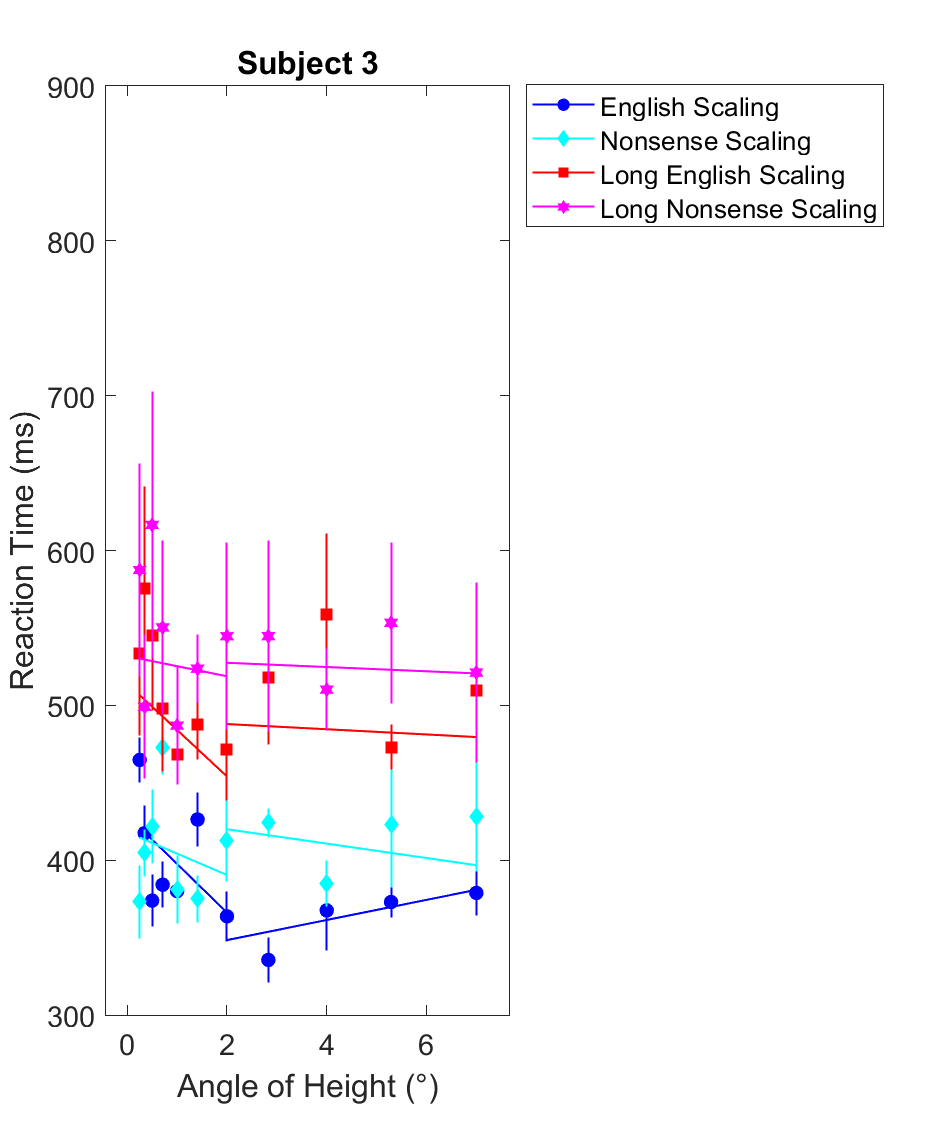 Subject 3
900
800
700
600
500
400
300
Reaction Time (ms)
0 2 4 6
Angle of Height (°)
English Scaling
Nonsense Scaling
Long English Scaling
Long Nonsense Scaling